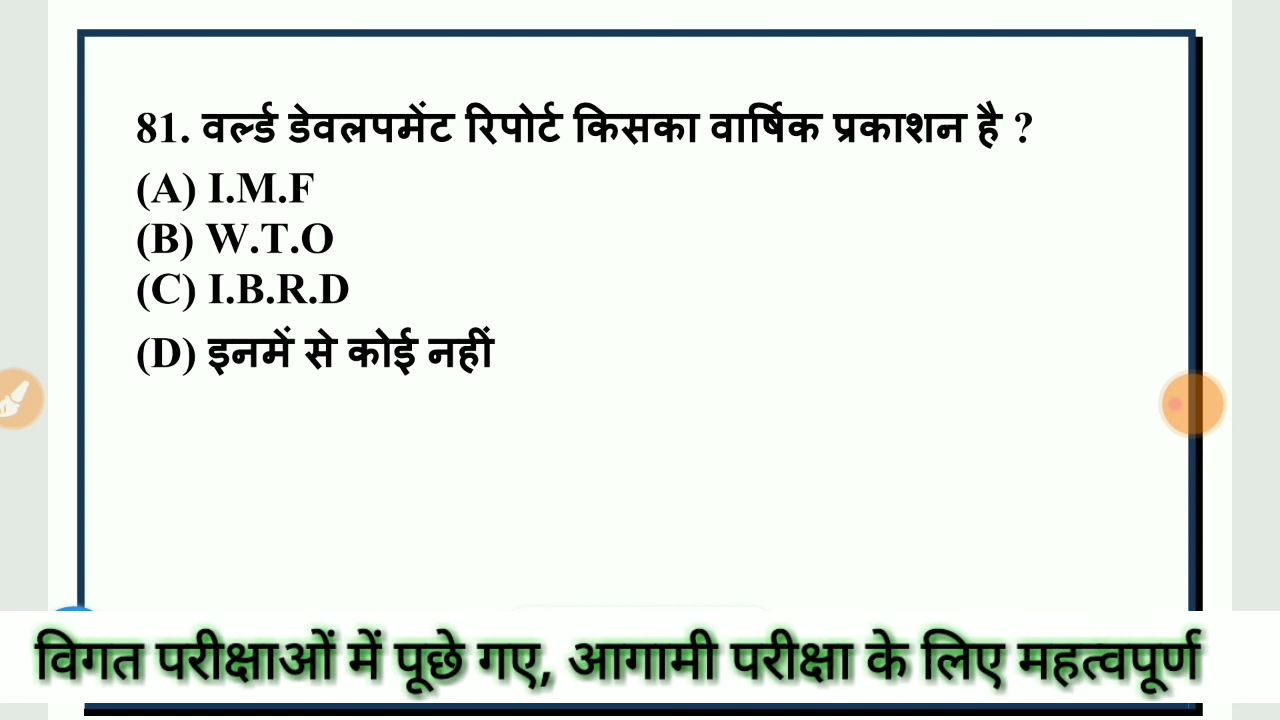 81. वर्ल्ड डेवलपमेंट रिपोर्ट किसका वार्षिक प्रकाशन है ?
(A) I.M.F
(B) W.T.O
(C) I.B.R.D
(D) इनमें से कोई नहीं
विगत परीक्षाओं में पूछे गए, आगामी परीक्षा के लिए महत्वपूर्ण